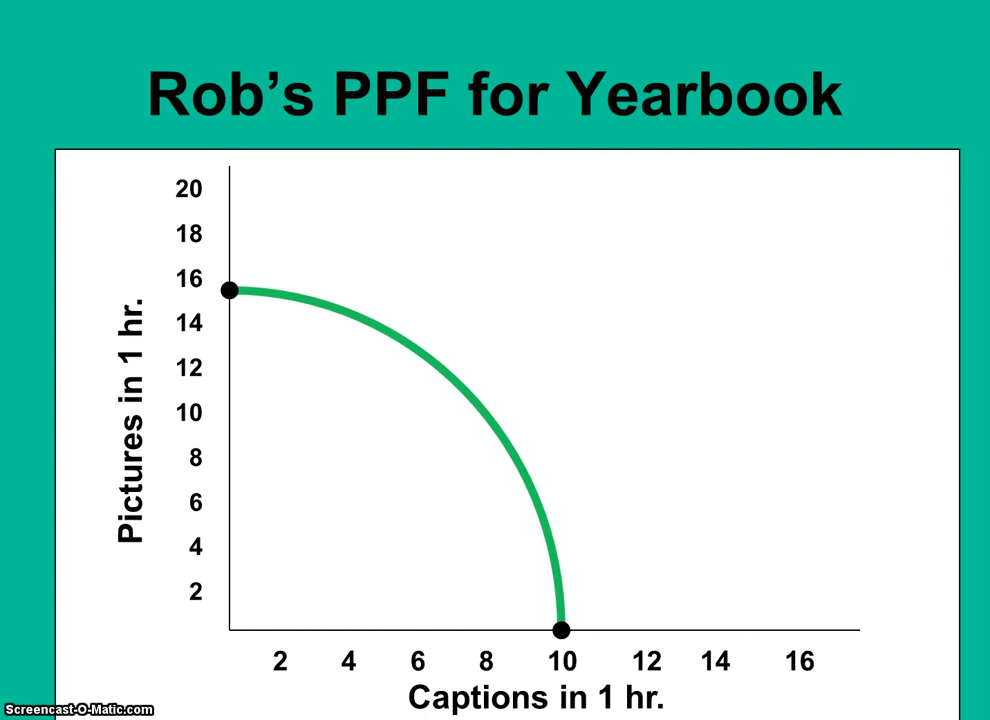 Rob’s PPF for Yearbook
20
18
16
14
12
10
8
6
4
2
Pictures in 1 hr.
2 4 6 8 10 12 14 16
Captions in 1 hr.
Screencast-O-Matic.com